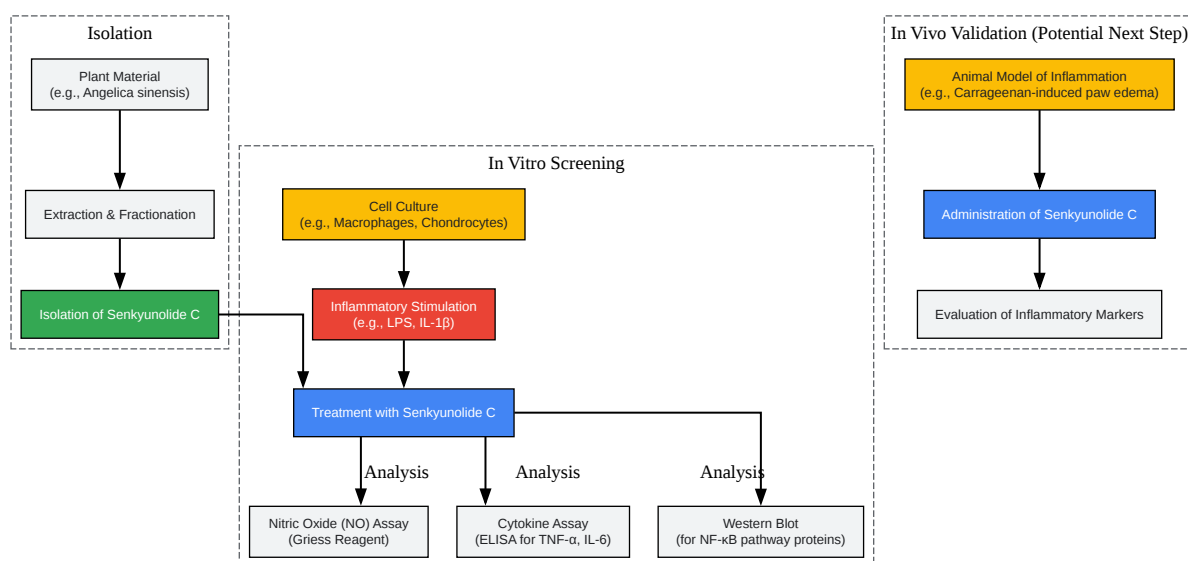 Isolation
Plant Material
(e.g., Angelica sinensis)
Extraction & Fractionation
Isolation of Senkyunolide C
In Vitro Screening
Cell Culture
(e.g., Macrophages, Chondrocytes)
Inflammatory Stimulation
(e.g., LPS, IL-1β)
Treatment with Senkyunolide C
Analysis
Analysis
Analysis
Nitric Oxide (NO) Assay
(Griess Reagent)
Cytokine Assay
(ELISA for TNF-α, IL-6)
Western Blot
(for NF-κB pathway proteins)
In Vivo Validation (Potential Next Step)
Animal Model of Inflammation
(e.g., Carrageenan-induced paw edema)
Administration of Senkyunolide C
Evaluation of Inflammatory Markers